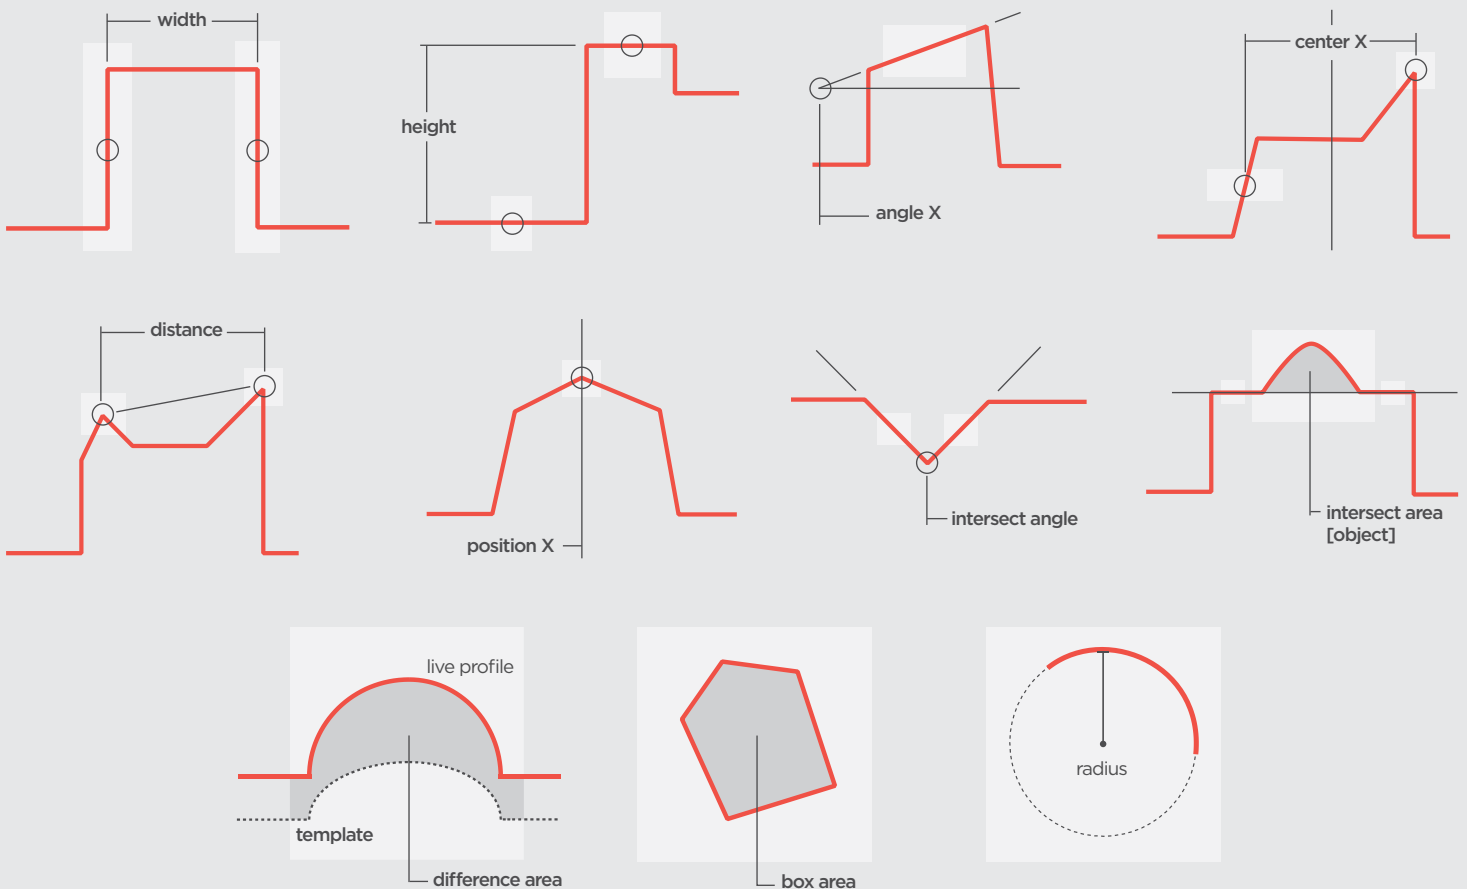 width
height
angle X
center X
distance
position X
intersect angle
intersect area
[object]
live profile
template
difference area
box area
radius